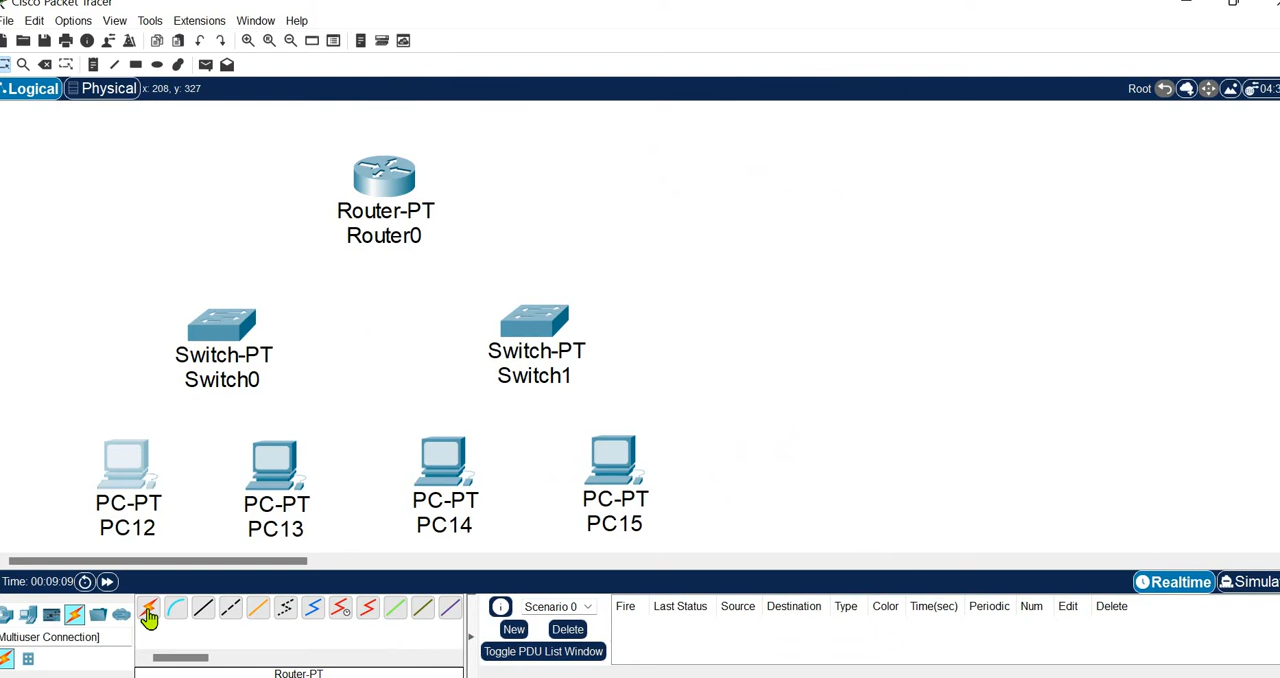 Cisco Packet Tracer
File Edit Options View Tools Extensions Window Help
Logical Physical x: 208, y: 327 Root 04:3
Router-PT
Router0
Switch-PT
Switch0
Switch-PT
Switch1
PC-PT
PC12
PC-PT
PC13
PC-PT
PC14
PC-PT
PC15
Time: 00:09:09 Realtime Simula
Scenario 0 Fire Last Status Source Destination Type Color Time(sec) Periodic Num Edit Delete
New Delete
Multiuser Connection]
Toggle PDU List Window
Router-PT